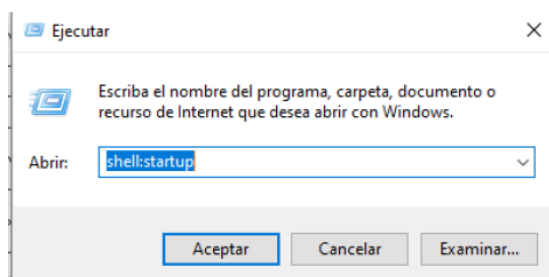 Ejecutar
Escriba el nombre del programa, carpeta, documento o
recurso de Internet que desea abrir con Windows.
Abrir: shell:startup
Aceptar Cancelar Examinar...